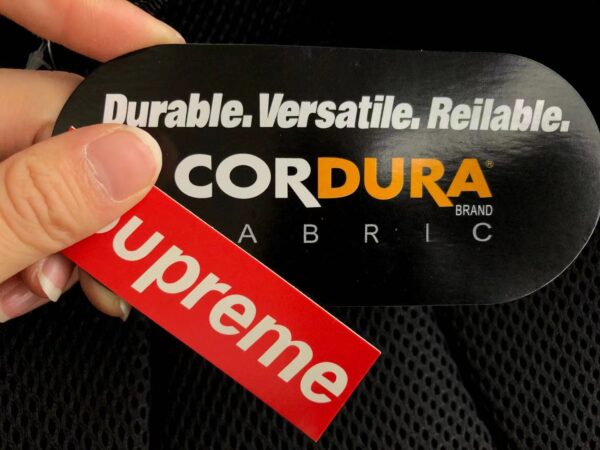 Durable. Versatile. Reilable.
CORDURA®
BRAND
ABRIC
Supreme